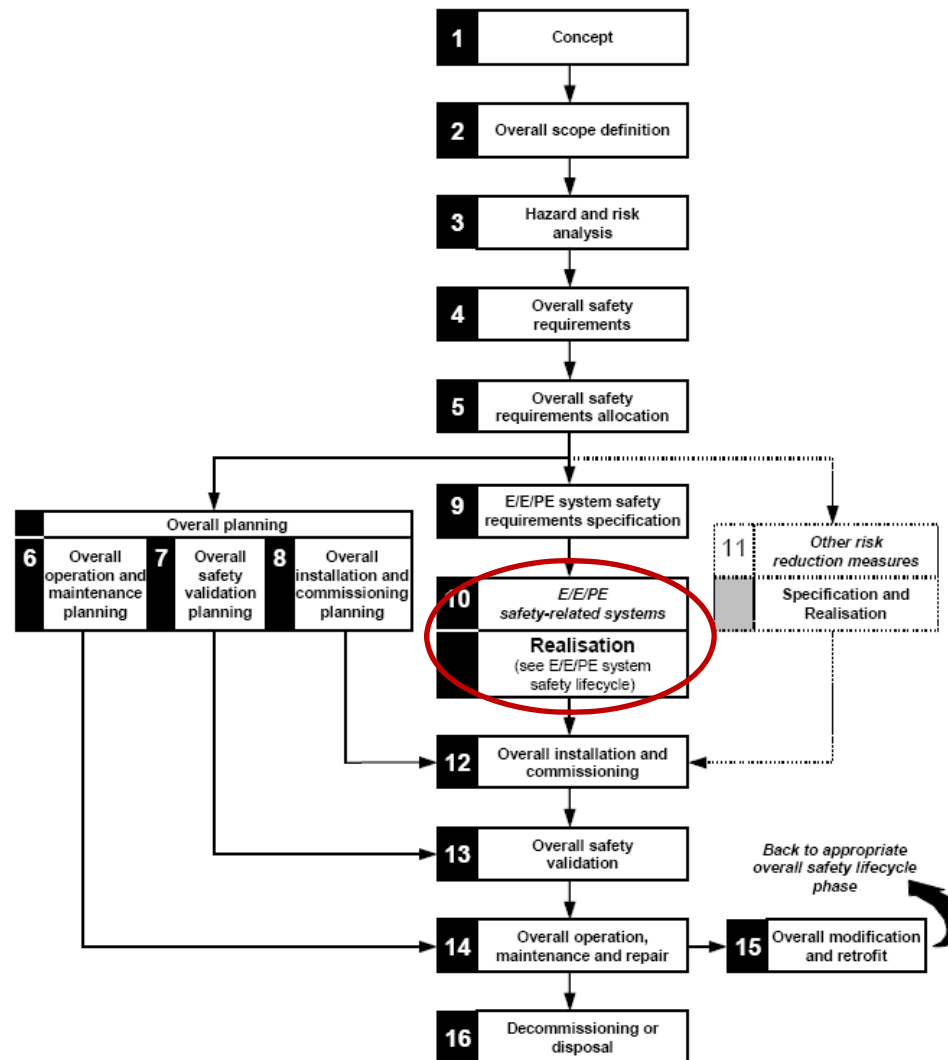 1
Concept
2
Overall scope definition
3
Hazard and risk
analysis
4
Overall safety
requirements
5
Overall safety
requirements allocation
Overall planning
6
Overall
operation and
maintenance
planning
7
Overall
safety
validation
planning
8
Overall
installation and
commissioning
planning
9
E/E/PE system safety
requirements specification
10
E/E/PE
safety-related systems
Realisation
(see E/E/PE system
safety lifecycle)
11
Other risk
reduction measures
Specification and
Realisation
12
Overall installation and
commissioning
13
Overall safety
validation
Back to appropriate
overall safety lifecycle
phase
14
Overall operation,
maintenance and repair
15
Overall modification
and retrofit
16
Decommissioning or
disposal